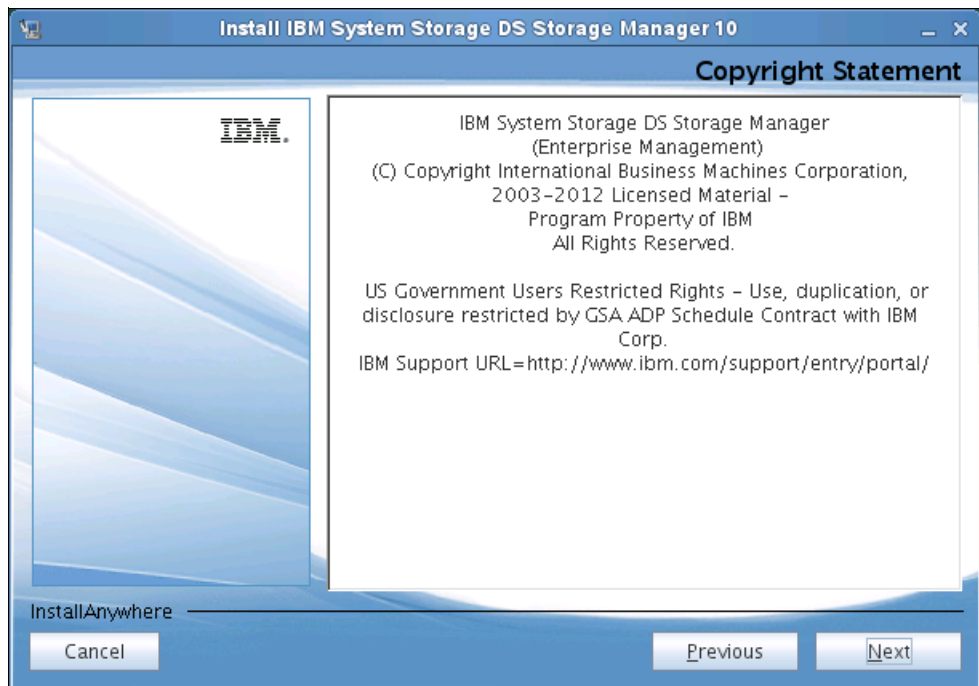 Install IBM System Storage DS Storage Manager 10
Copyright Statement
IBM.
IBM System Storage DS Storage Manager
(Enterprise Management)
(C) Copyright International Business Machines Corporation,
2003-2012 Licensed Material -
Program Property of IBM
All Rights Reserved.
US Government Users Restricted Rights - Use, duplication, or
disclosure restricted by GSA ADP Schedule Contract with IBM
Corp.
IBM Support URL=http://www.ibm.com/support/entry/portal/
InstallAnywhere
Cancel
Previous
Next